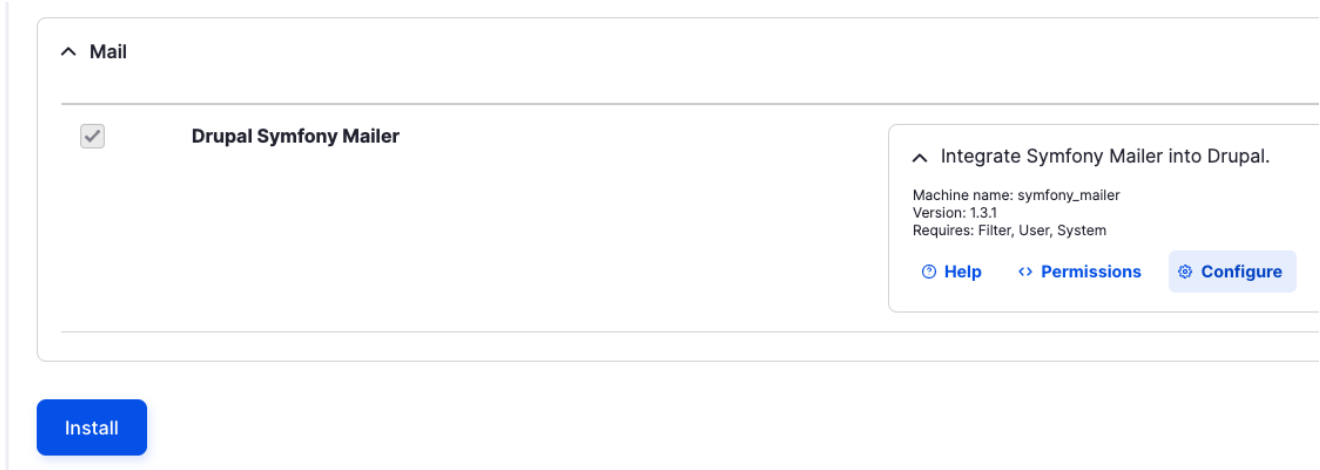 Mail
Drupal Symfony Mailer
Integrate Symfony Mailer into Drupal.
Machine name: symfony_mailer
Version: 1.3.1
Requires: Filter, User, System
Help Permissions Configure
Install